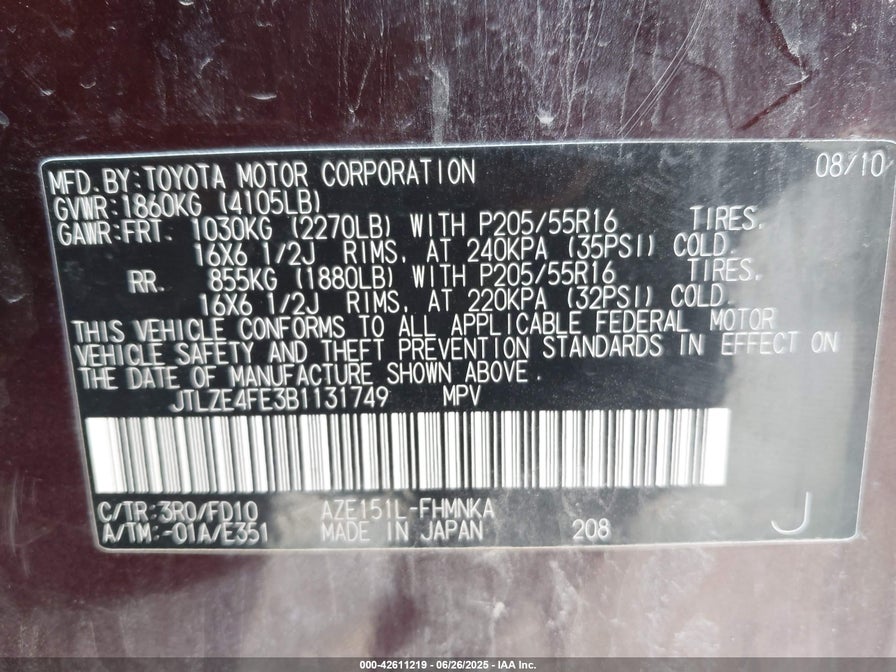 MFD.BY:TOYOTA MOTOR CORPORATION 08/10
GVWR:1860KG (4105LB)
GAWR:FRT. 1030KG (2270LB) WITH P205/55R16 TIRES.
16X6 1/2J RIMS, AT 240KPA (35PSI) COLD.
RR. 855KG (1880LB) WITH P205/55R16 TIRES.
16X6 1/2J RIMS, AT 220KPA (32PSI) COLD.
THIS VEHICLE CONFORMS TO ALL APPLICABLE FEDERAL MOTOR
VEHICLE SAFETY AND THEFT PREVENTION STANDARDS IN EFFECT ON
THE DATE OF MANUFACTURE SHOWN ABOVE.
JTLZE4FE3B1131749 MPV
C/TR:3R0/FD10 AZE151L-FHMNKA
A/TM:-01A/E351 MADE IN JAPAN 208 J
000-42611219 - 06/26/2025 - IAA Inc.